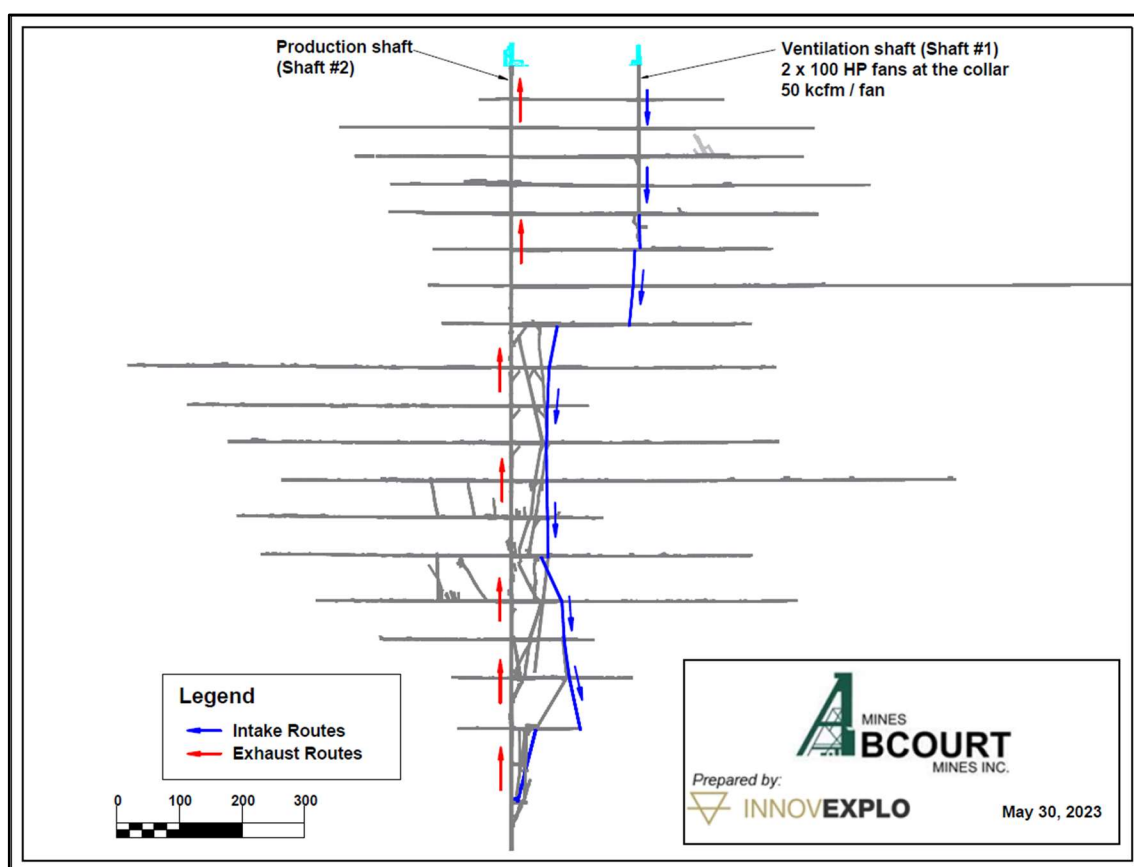 Production shaft
(Shaft #2)
Ventilation shaft (Shaft #1)
2 x 100 HP fans at the collar
50 kcfm / fan
Legend
Intake Routes
Exhaust Routes
0 100 200 300
MINES
ABCOURT
MINES INC.
Prepared by:
INNOVEXPLO
May 30, 2023